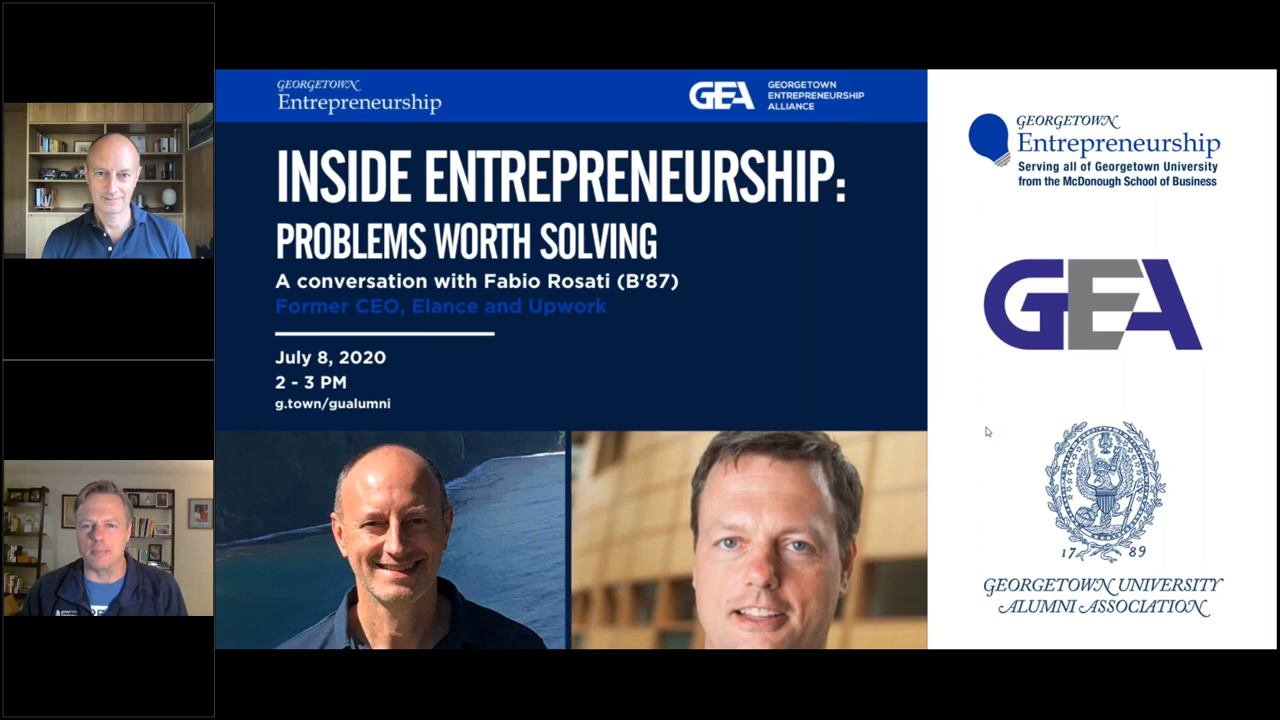 GEORGETOWN
Entrepreneurship
GEA
GEORGETOWN
ENTREPRENEURSHIP
ALLIANCE
INSIDE ENTREPRENEURSHIP:
PROBLEMS WORTH SOLVING
A conversation with Fabio Rosati (B'87)
Former CEO, Elance and Upwork
July 8, 2020
2 - 3 PM
g.town/gualumni
GEORGETOWN
Entrepreneurship
Serving all of Georgetown University
from the McDonough School of Business
GEA
17 89
GEORGETOWN UNIVERSITY
ALUMNI ASSOCIATION